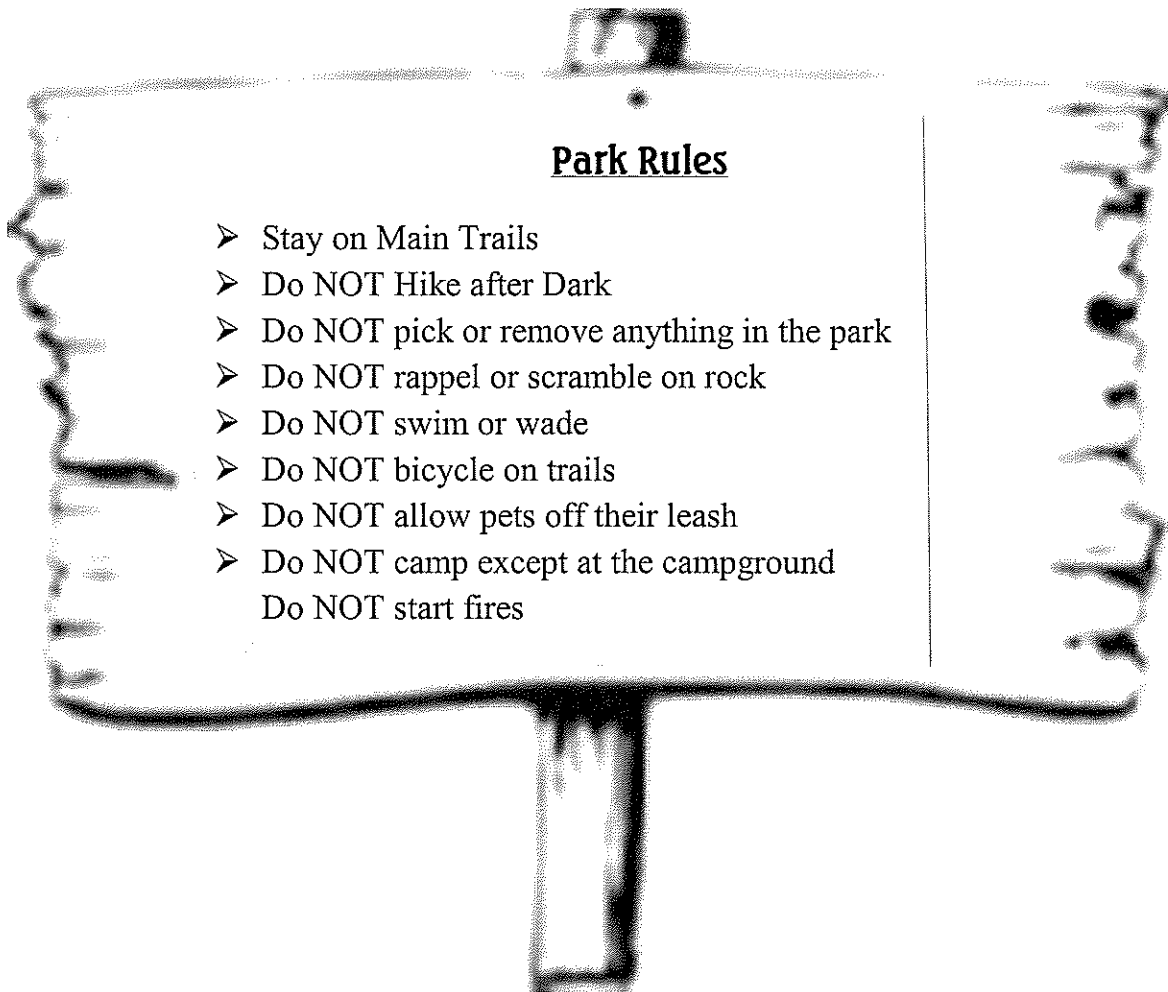 Park Rules
➢ Stay on Main Trails
➢ Do NOT Hike after Dark
➢ Do NOT pick or remove anything in the park
➢ Do NOT rappel or scramble on rock
➢ Do NOT swim or wade
➢ Do NOT bicycle on trails
➢ Do NOT allow pets off their leash
➢ Do NOT camp except at the campground
Do NOT start fires